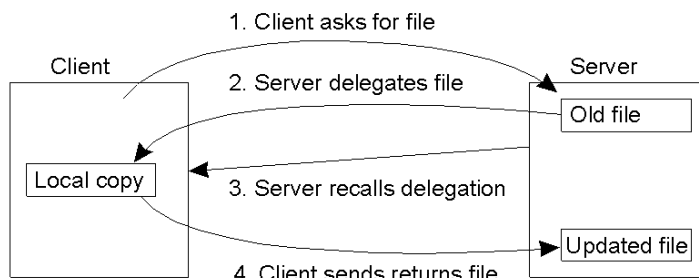 1. Client asks for file
Client
Server
2. Server delegates file
Old file
Local copy
3. Server recalls delegation
Updated file
4. Client sends returns file